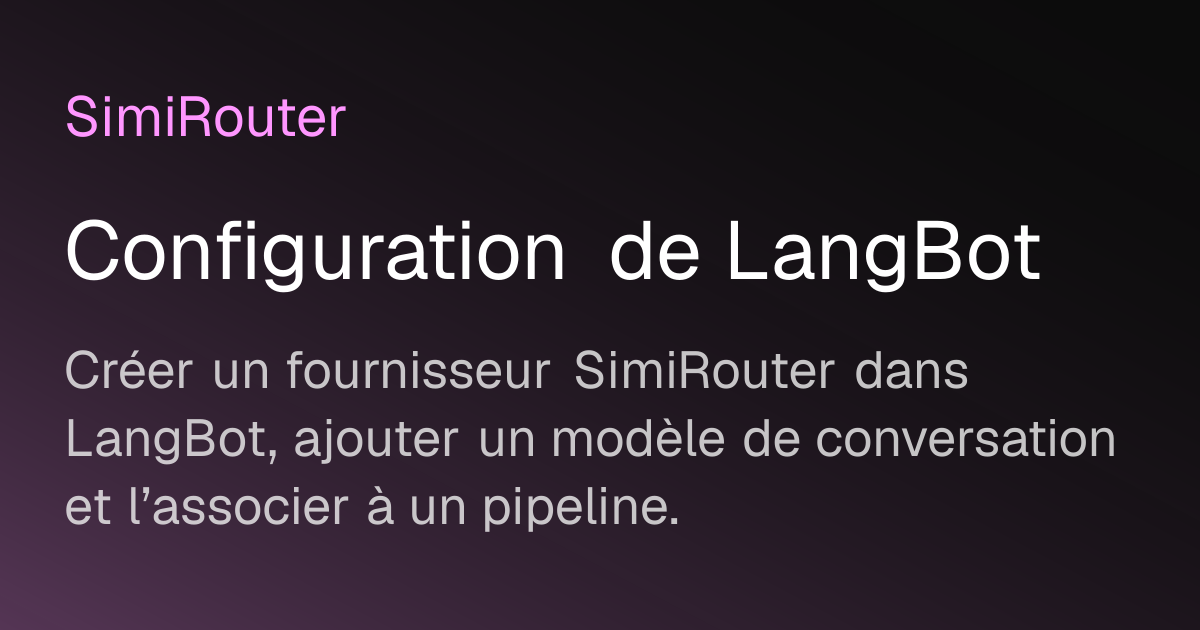 SimiRouter
Configuration de LangBot
Créer un fournisseur SimiRouter dans
LangBot, ajouter un modèle de conversation
et l’associer à un pipeline.